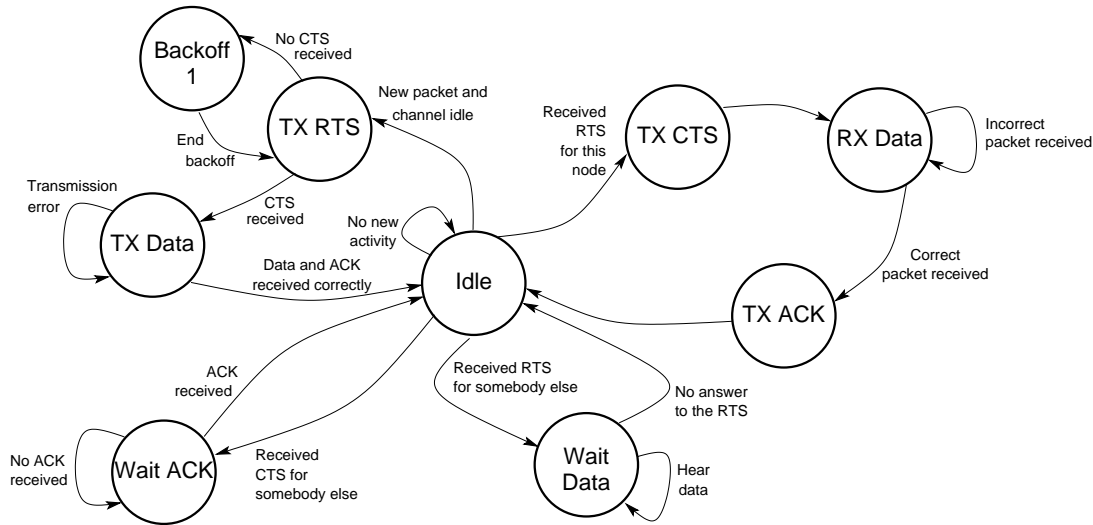 Backoff
1
No CTS
received
TX RTS
New packet and
channel idle
End
backoff
Transmission
error
CTS
received
TX Data
Data and ACK
received correctly
No new
activity
Idle
Received
RTS
for this
node
TX CTS
RX Data
Incorrect
packet received
Correct
packet received
TX ACK
ACK
received
No ACK
received
Wait ACK
Received
CTS for
somebody else
Received RTS
for somebody else
No answer
to the RTS
Wait
Data
Hear
data